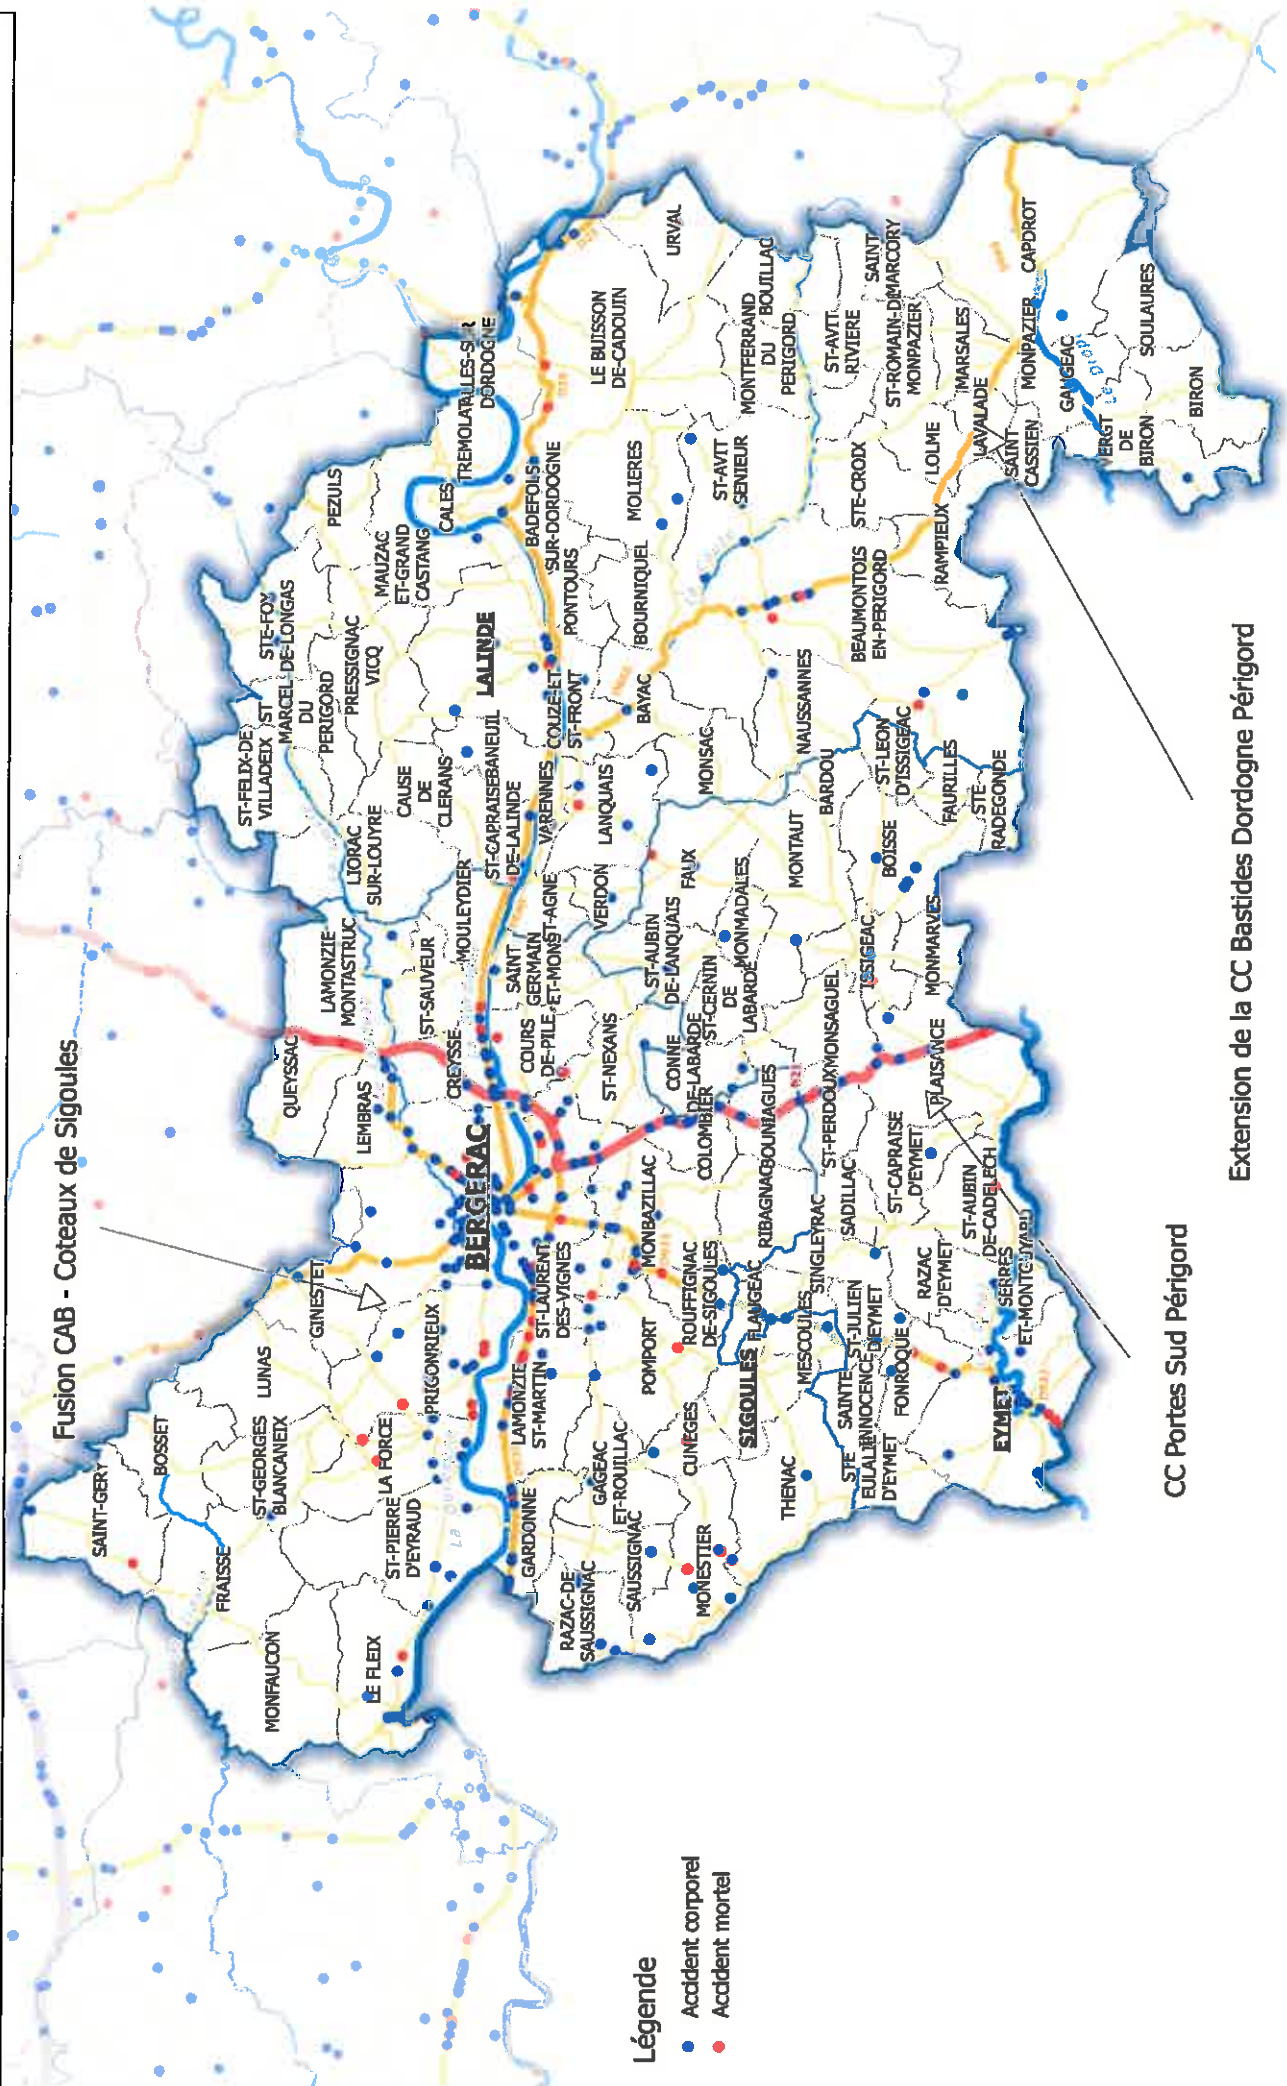 Fusion CAB - Coteaux de Sigoules
SAINT-GERY
BOSSET
FRAISSE
MONFAUCON
ST-GEORGES
BLANCANEIX
LUNAS
GINESTET
LE FLEIX
ST-PIERRE
D'EYRAUD
LA FORCE
PRIGONRIEUX
QUEYSSAC
LEMBRAS
LAMONZIE
MONTASTRUC
ST-SAUVEUR
CREYSSE
MOULEYDIER
LIORAC
SUR-LOUYRE
ST-FELIX-DE
VILLADEIX
ST
MARCEL
DU
PERIGORD
STE-FOY
DE-LONGAS
PRESSIGNAC
VICQ
PEZULS
MAUZAC
ET-GRAND
CASTANG
CAUSE
DE
CLERANS
CALES
TREMOLAT
ALLES-SUR
DORDOGNE
LALINDE
BANEUIL
ST-CAPRAISE
DE-LALINDE
BERGERAC
GARDONNE
LAMONZIE
ST-MARTIN
ST-LAURENT
DES-VIGNES
COURS
DE-PILE
SAINT
GERMAIN
ET-MONS
ST-AGNE
VARENNES
COUZE-ET
ST-FRONT
PONTOURS
BADEFOLS
SUR-DORDOGNE
LE BUISSON
DE-CADOUIN
URVAL
RAZAC-DE
SAUSSIGNAC
SAUSSIGNAC
GAGEAC
ET-ROUILLAC
POMPORT
MONBAZILLAC
ST-NEXANS
VERDON
LANQUAIS
BAYAC
BOURNIQUEL
MOLIERES
MONESTIER
CUNEGES
ROUFFIGNAC
DE-SIGOULES
COLOMBIER
CONNE
DE-LABARDE
ST-CERNIN
DE
LABARDE
ST-AUBIN
DE-LANQUAIS
FAUX
MONMADALES
MONSAC
ST-AVIT
SENIEUR
MONTFERRAND
DU
PERIGORD
BOUILLAC
SIGOULES
FLAUGEAC
RIBAGNAC
BOUNIAGUES
N21
THENAC
MESCOULES
SINGLEYRAC
SADILLAC
ST-PERDOUX
MONSAGUEL
MONTAUT
BARDOU
NAUSSANNES
BEAUMONTOIS
EN-PERIGORD
STE-CROIX
ST-AVIT
RIVIERE
SAINT
MARCORY
ST-ROMAIN-DE
MONPAZIER
STE
EULALIE
D'EYMET
SAINTE
INNOCENCE
ST-JULIEN
D'EYMET
FONROQUE
RAZAC
D'EYMET
ST-CAPRAISE
D'EYMET
ISSIGEAC
BOISSE
ST-LEON
D'ISSIGEAC
FAURILLES
STE-
RADEGONDE
MONMARVES
PLAISANCE
ST-AUBIN
DE-CADELECH
SERRES
ET-MONTGUYARD
EYMET
RAMPIEUX
LOLME
MARSALES
LAVALADE
SAINT
CASSIEN
MONPAZIER
CAPDROT
GAUGEAC
Le Dropt
VERGT
DE
BIRON
BIRON
SOULAURES
CC Portes Sud Périgord
Extension de la CC Bastides Dordogne Périgord
Légende
Accident corporel
Accident mortel